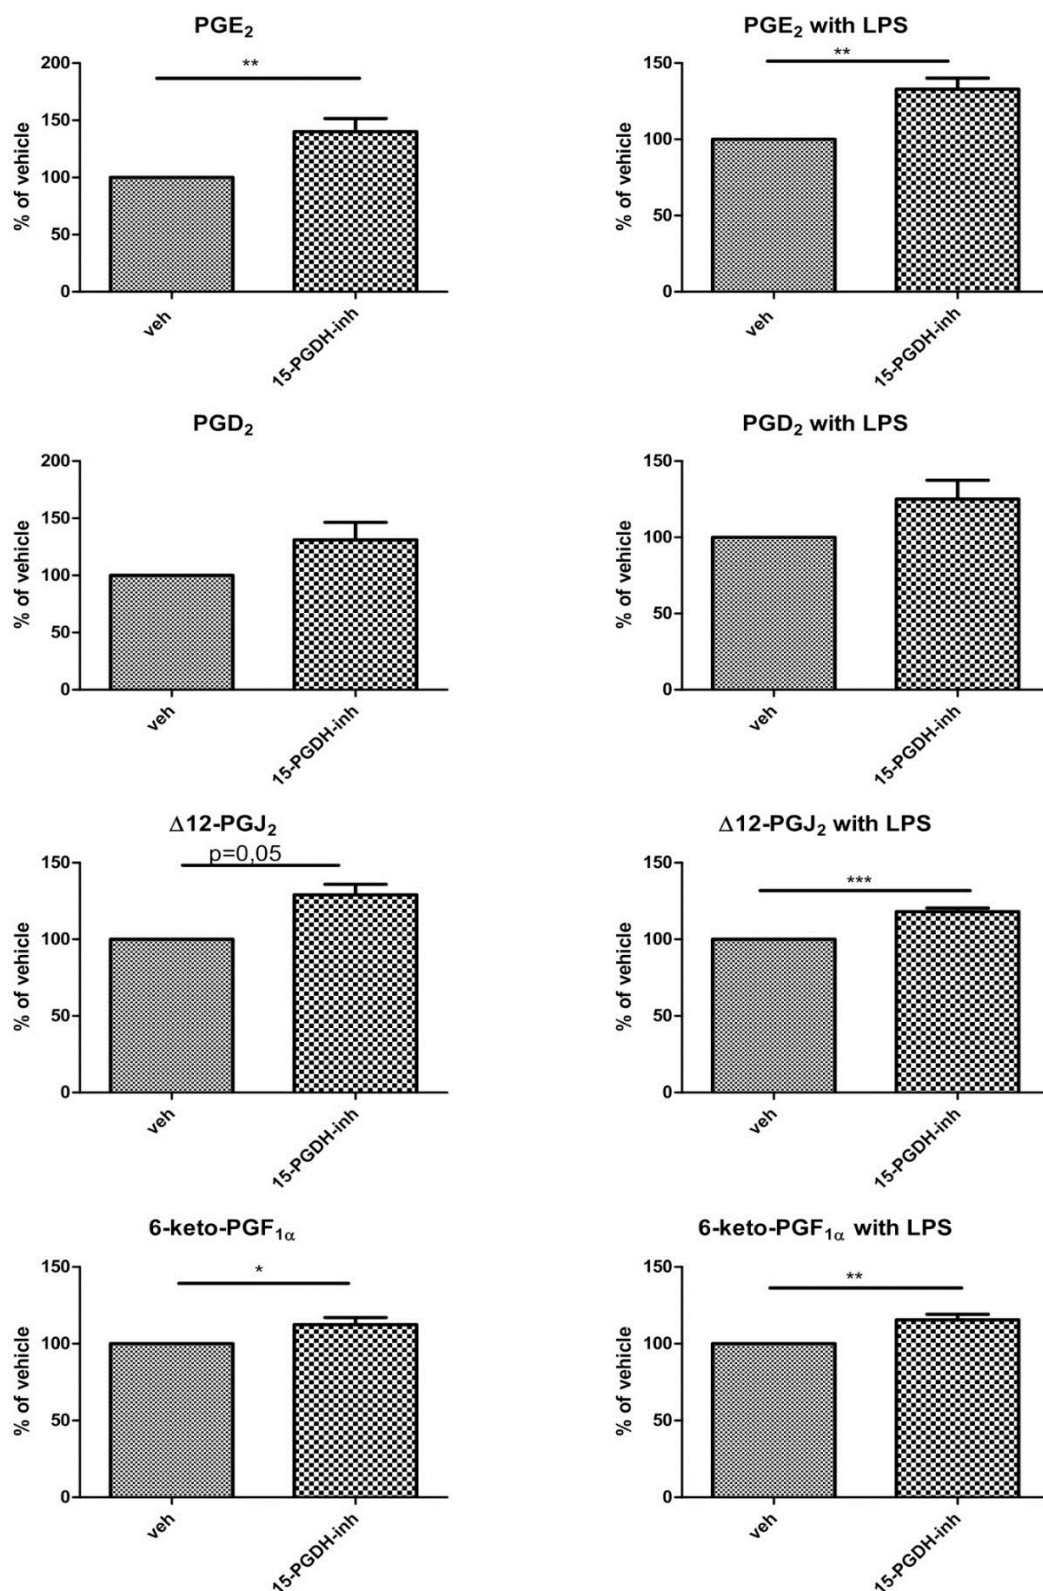 PGE₂
% of vehicle
200
150
100
50
0
**
veh
15-PGDH-inh
PGE₂ with LPS
% of vehicle
150
100
50
0
**
veh
15-PGDH-inh
PGD₂
% of vehicle
200
150
100
50
0
veh
15-PGDH-inh
PGD₂ with LPS
% of vehicle
150
100
50
0
veh
15-PGDH-inh
Δ12-PGJ₂
p=0,05
% of vehicle
150
100
50
0
veh
15-PGDH-inh
Δ12-PGJ₂ with LPS
% of vehicle
150
100
50
0
***
veh
15-PGDH-inh
6-keto-PGF₁α
% of vehicle
150
100
50
0
*
veh
15-PGDH-inh
6-keto-PGF₁α with LPS
% of vehicle
150
100
50
0
**
veh
15-PGDH-inh